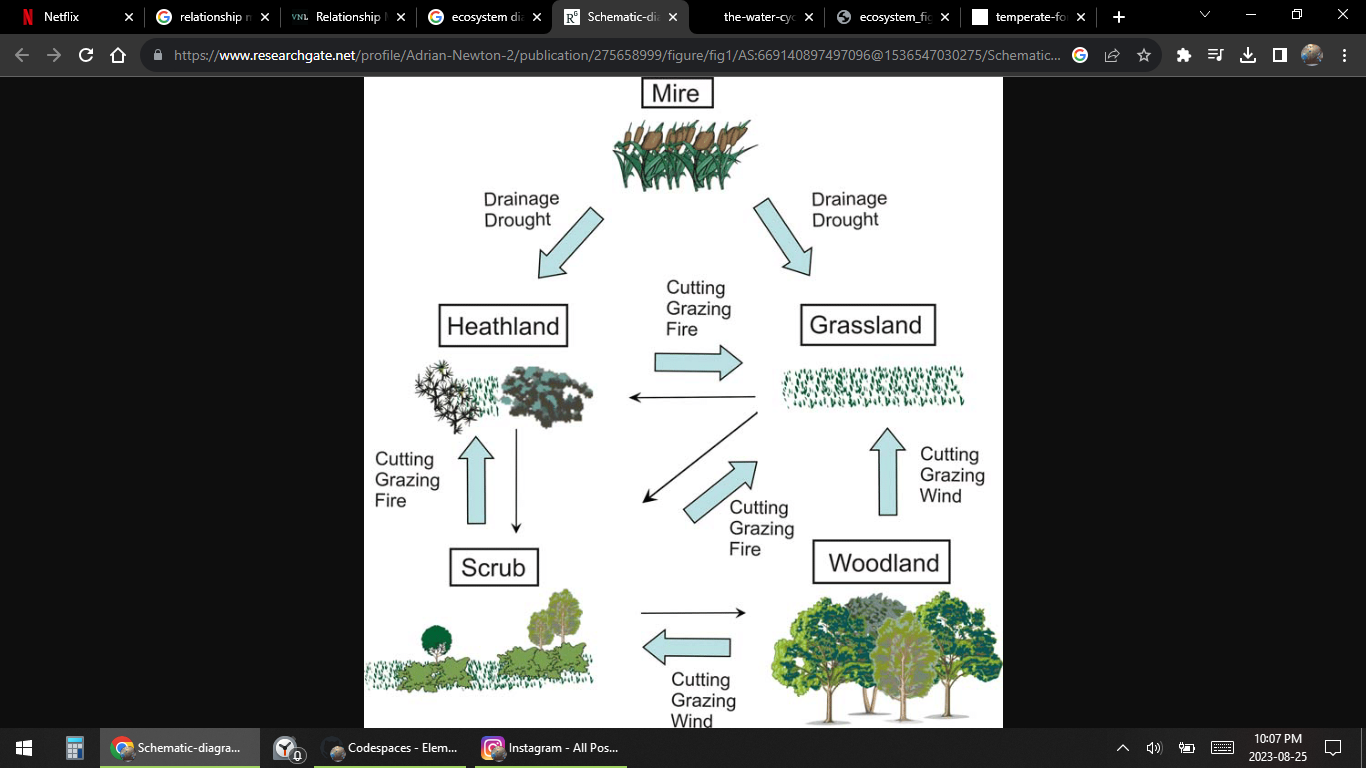 Netflix
relationship n
Relationship
ecosystem di
Schematic-dia
the-water-cyc
ecosystem_fig
temperate-fo
https://www.researchgate.net/profile/Adrian-Newton-2/publication/275658999/figure/fig1/AS:669140897497096@1536547030275/Schematic...
Mire
Drainage
Drought
Drainage
Drought
Cutting
Grazing
Fire
Heathland
Grassland
Cutting
Grazing
Fire
Cutting
Grazing
Wind
Cutting
Grazing
Fire
Scrub
Woodland
Cutting
Grazing
Wind
Schematic-diagra...
Codespaces - Elem...
Instagram - All Pos...
10:07 PM
2023-08-25